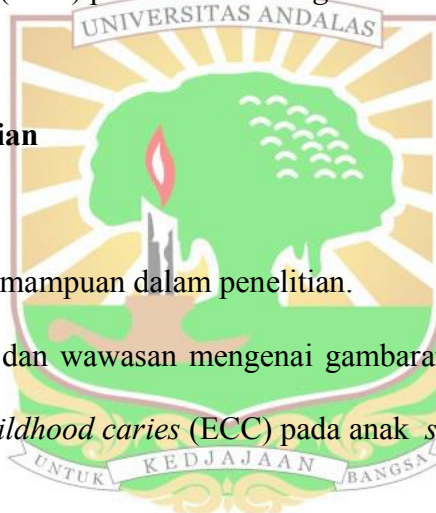 UNIVERSITAS ANDALAS
ian
mampuan dalam penelitian.
dan wawasan mengenai gambaran
ildhood caries (ECC) pada anak s
UNTUK KEDJAJAAN BANGSA